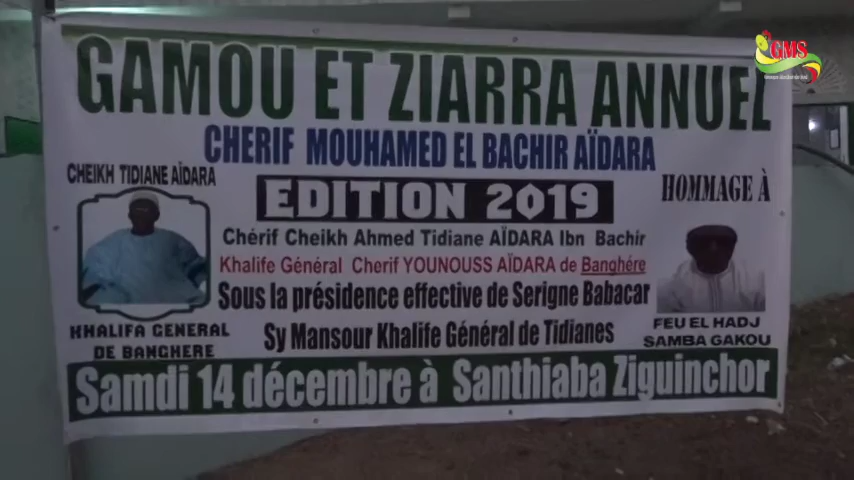 GMS
GAMOU ET ZIARRA ANNUEL
CHERIF MOUHAMED EL BACHIR AÏDARA
CHEIKH TIDIANE AÏDARA
EDITION 2019
HOMMAGE À
Chérif Cheikh Ahmed Tidiane AÏDARA Ibn Bachir
Khalife Général Cherif YOUNOUSS AÏDARA de Banghére
Sous la présidence effective de Serigne Babacar
Sy Mansour Khalife Général de Tidianes
KHALIFA GENERAL
DE BANGHERE
FEU EL HADJ
SAMBA GAKOU
Samdi 14 décembre à Santhiaba Ziguinchor